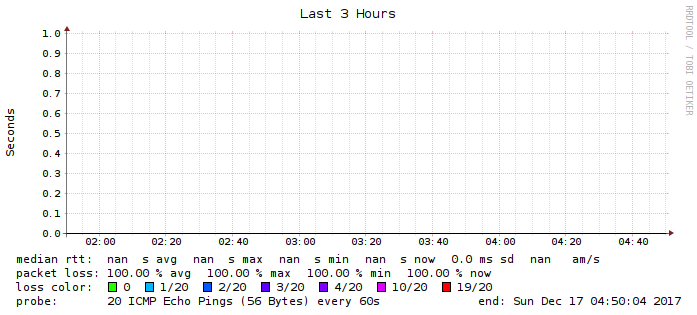 Last 3 Hours
RRDTOOL / TOBI OETIKER
Seconds
1.0
0.9
0.8
0.7
0.6
0.5
0.4
0.3
0.2
0.1
0.0
02:00 02:20 02:40 03:00 03:20 03:40 04:00 04:20 04:40
median rtt: nan s avg nan s max nan s min nan s now 0.0 ms sd nan am/s
packet loss: 100.00 % avg 100.00 % max 100.00 % min 100.00 % now
loss color: 0 1/20 2/20 3/20 4/20 10/20 19/20
probe: 20 ICMP Echo Pings (56 Bytes) every 60s end: Sun Dec 17 04:50:04 2017